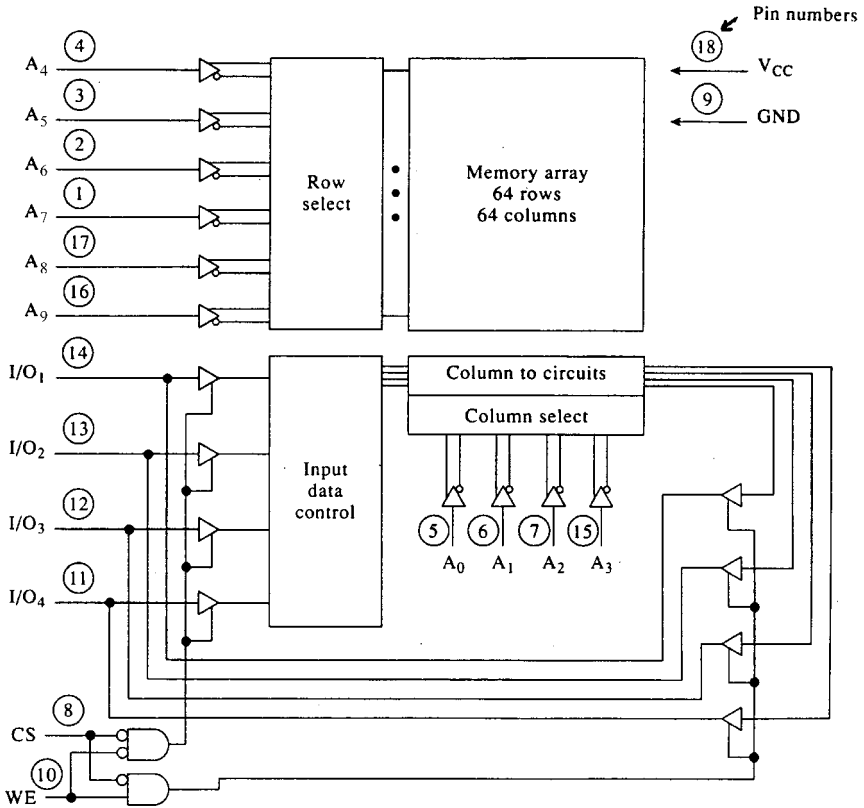 Pin numbers
4
18
A4
VCC
3
9
A5
GND
2
A6
Row
select
Memory array
64 rows
64 columns
1
A7
17
A8
16
A9
14
I/O1
Column to circuits
Column select
13
I/O2
Input
data
control
12
I/O3
5
6
7
15
A0
A1
A2
A3
11
I/O4
8
CS
10
WE